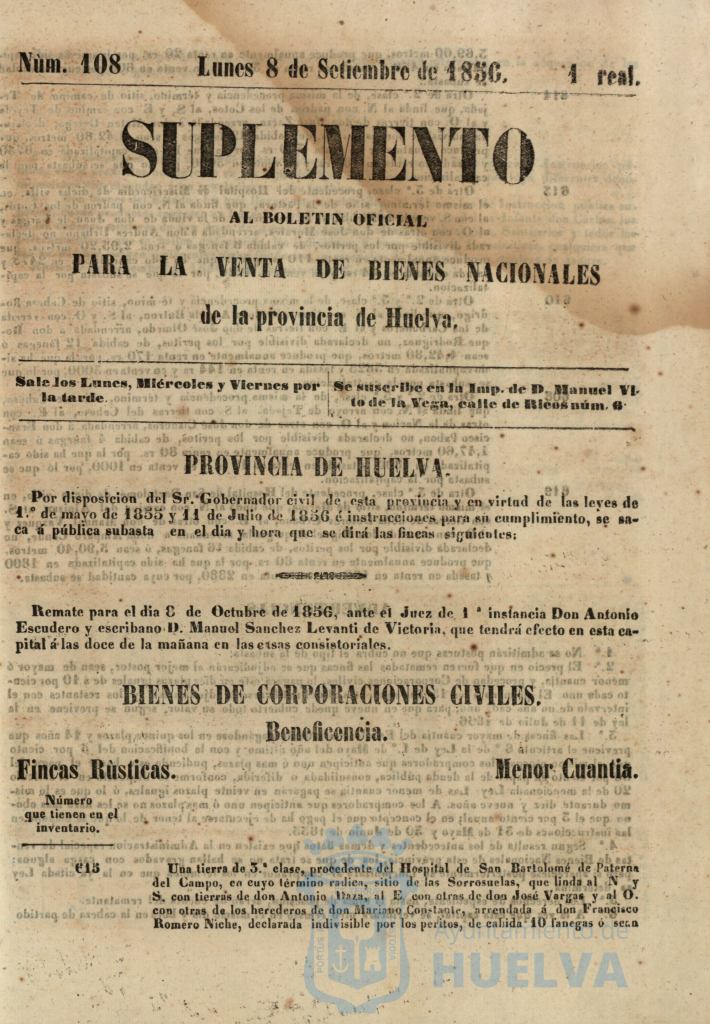 Núm. 108 Lunes 8 de Setiembre de 1856. 1 real.
SUPLEMENTO
AL BOLETIN OFICIAL
PARA LA VENTA DE BIENES NACIONALES
de la provincia de Huelva.
Sale los Lunes, Miércoles y Viernes por
la tarde.
Se suscribe en la Imp. de D. Manuel Vi-
to de la Vega, calle de Ricos núm. 6.
PROVINCIA DE HUELVA.
Por disposicion del Sr. Gobernador civil de esta provincia y en virtud de las leyes de
1.º de mayo de 1855 y 11 de Julio de 1856 é instrucciones para su cumplimiento, se sa-
ca á pública subasta en el dia y hora que se dirá las fincas siguientes:
Remate para el dia 8 de Octubre de 1856, ante el Juez de 1ª instancia Don Antonio
Escudero y escribano D. Manuel Sanchez Levanti de Victoria, que tendrá efecto en esta ca-
pital á las doce de la mañana en las casas consistoriales.
BIENES DE CORPORACIONES CIVILES.
Beneficencia.
Fincas Rùsticas. Menor Cuantia.
Número
que tienen en el
inventario.
615 Una tierra de 3.ª clase, procedente del Hospital de San Bartolomé de Paterna
del Campo, en cuyo término radica, sitio de las Sorrosuelas, que linda al N y
S. con tierras de don Antonio al E. con otras de don José Vargas y al O.
con otras de los herederos de don Mariano Constante, arrendada á don Francisco
Romero Niche, declarada indivisible por los peritos, de cabida 10 fanegas ó sean
Ayuntamiento de
HUELVA